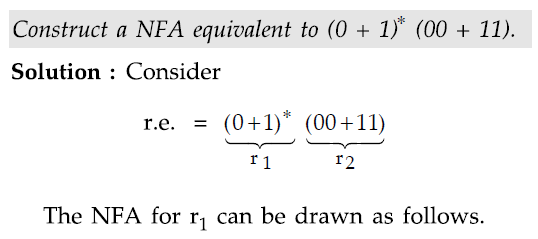 Construct a NFA equivalent to (0 + 1)* (00 + 11).
Solution : Consider
r.e. = (0+1)* (00+11)
r1 r2
The NFA for r1 can be drawn as follows.